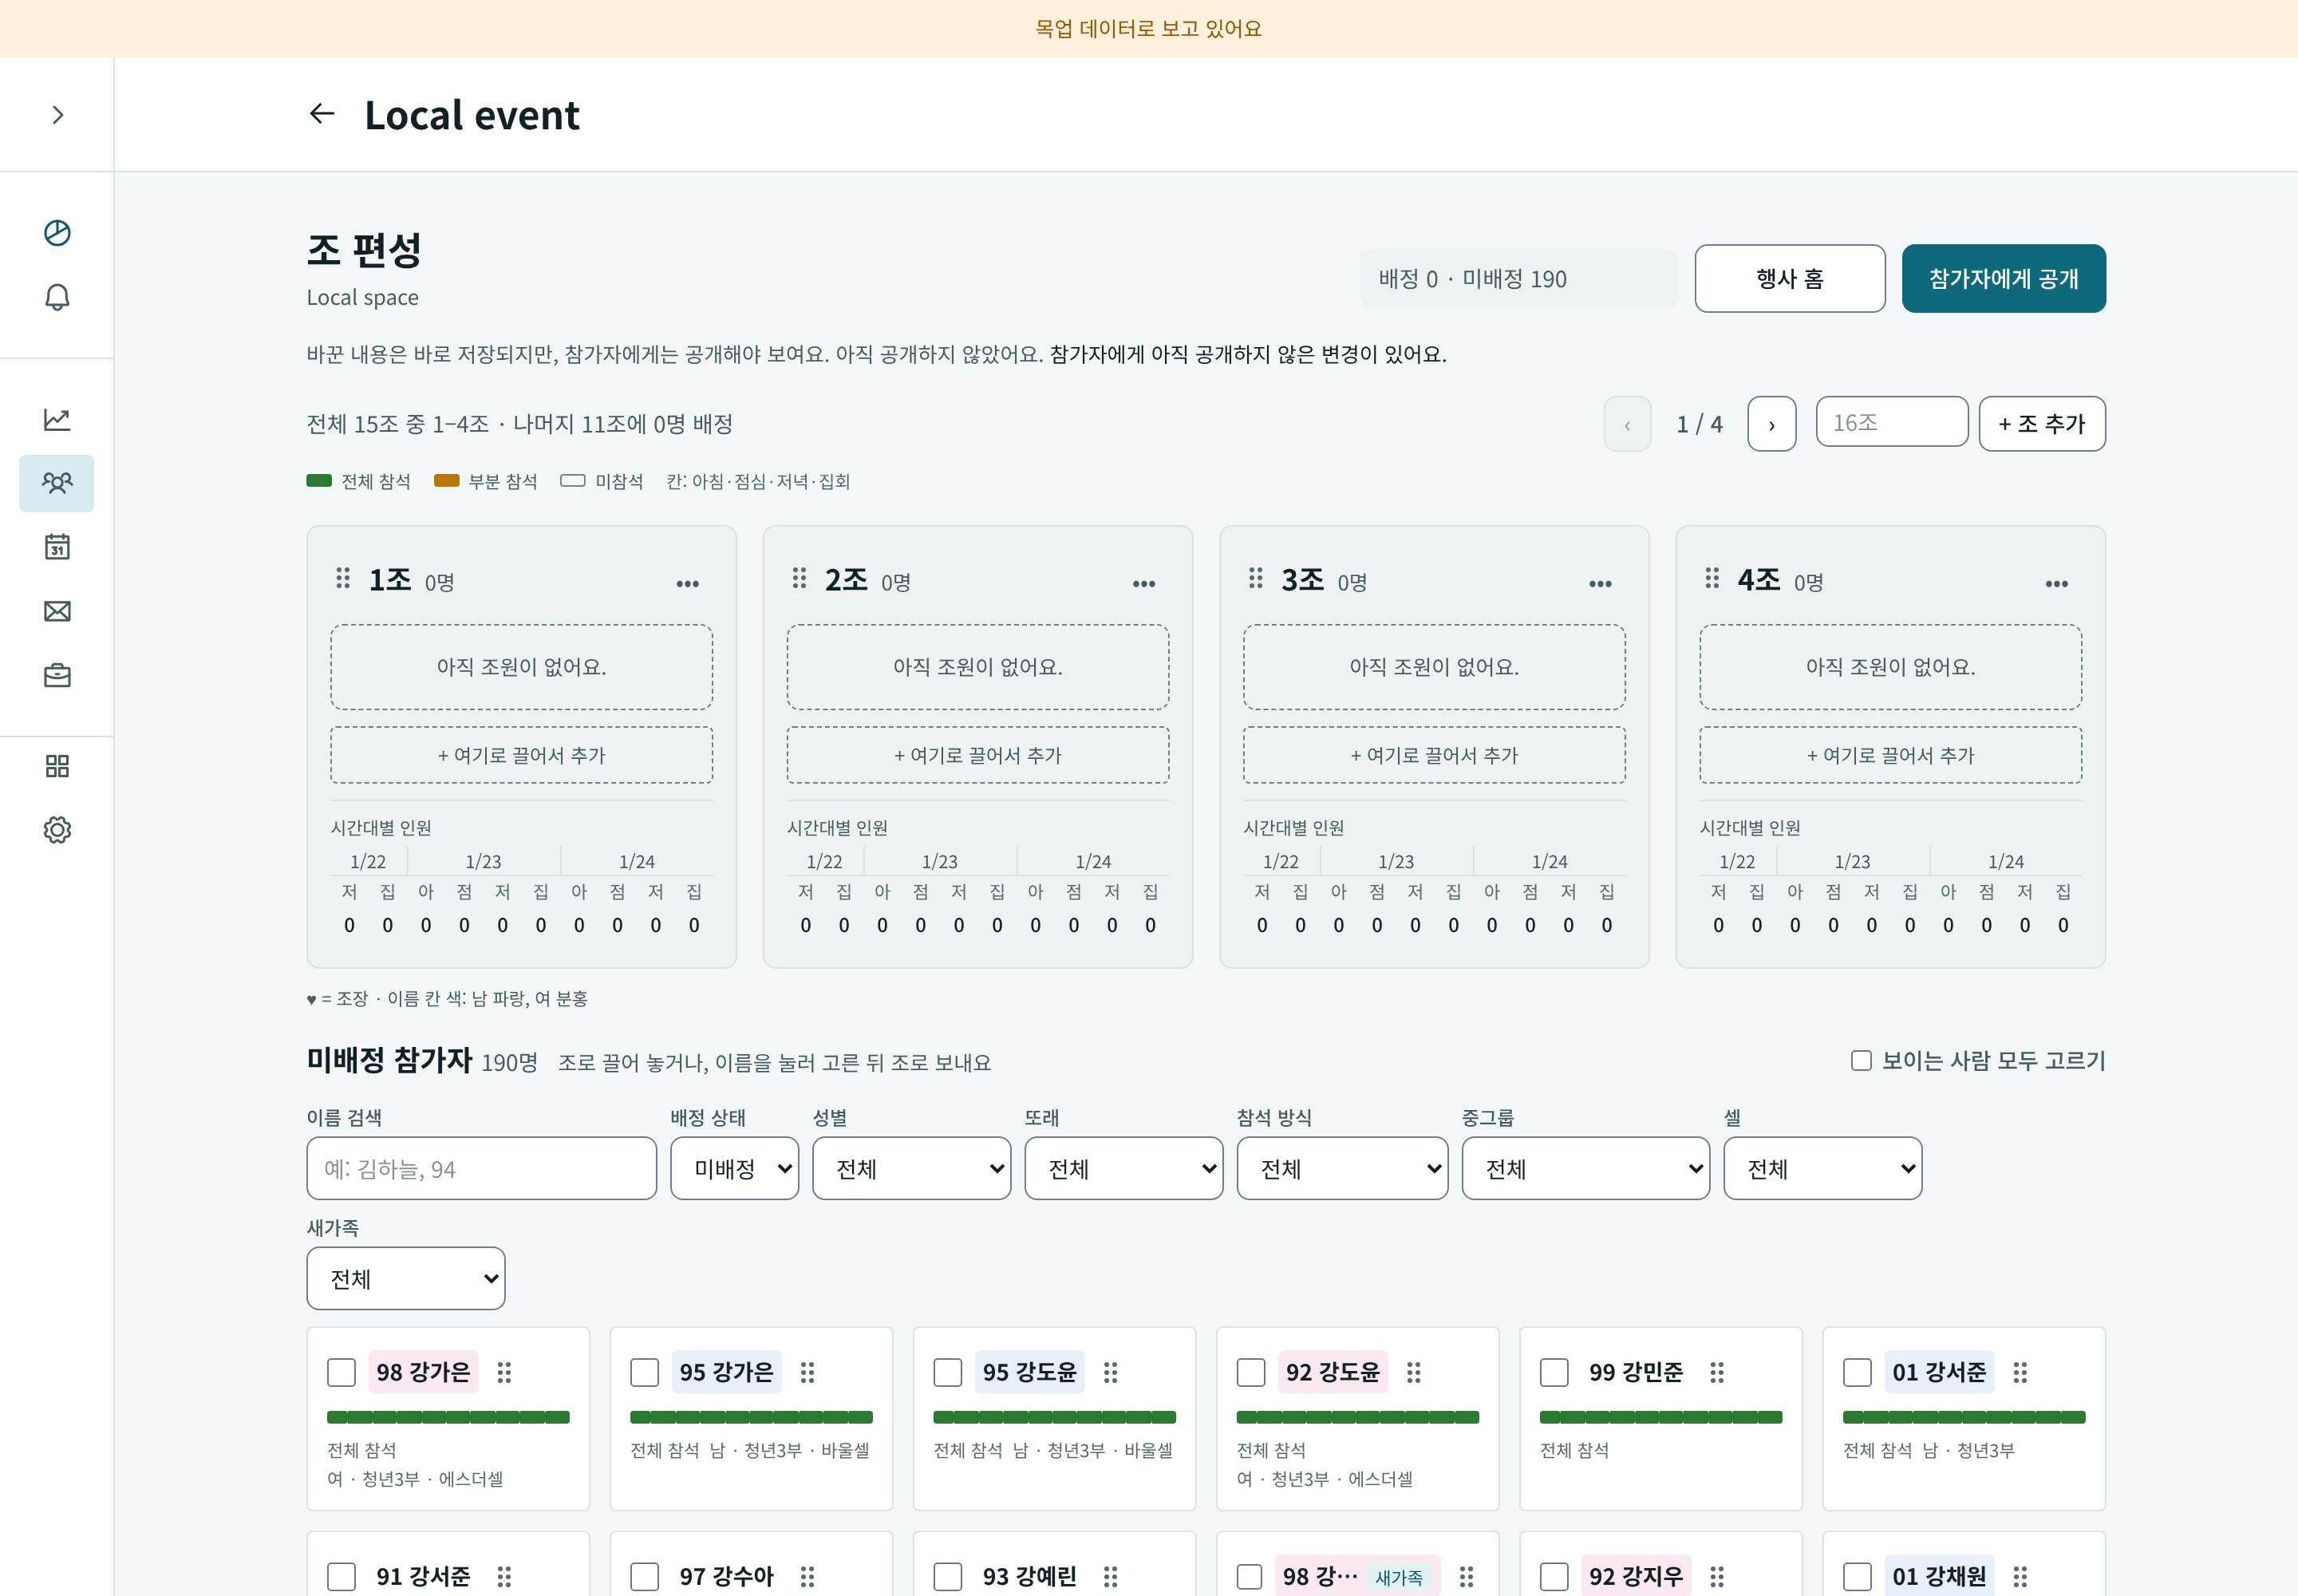 목업 데이터로 보고 있어요
Local event
조 편성
Local space
배정 0 · 미배정 190
행사 홈
참가자에게 공개
바꾼 내용은 바로 저장되지만, 참가자에게는 공개해야 보여요. 아직 공개하지 않았어요. 참가자에게 아직 공개하지 않은 변경이 있어요.
전체 15조 중 1–4조 · 나머지 11조에 0명 배정
‹ 1 / 4 ›
16조
+ 조 추가
전체 참석 부분 참석 미참석 칸: 아침·점심·저녁·집회
1조 0명 •••
아직 조원이 없어요.
+ 여기로 끌어서 추가
시간대별 인원
1/22 1/23 1/24
저 집 아 점 저 집 아 점 저 집
0 0 0 0 0 0 0 0 0 0
2조 0명 •••
아직 조원이 없어요.
+ 여기로 끌어서 추가
시간대별 인원
1/22 1/23 1/24
저 집 아 점 저 집 아 점 저 집
0 0 0 0 0 0 0 0 0 0
3조 0명 •••
아직 조원이 없어요.
+ 여기로 끌어서 추가
시간대별 인원
1/22 1/23 1/24
저 집 아 점 저 집 아 점 저 집
0 0 0 0 0 0 0 0 0 0
4조 0명 •••
아직 조원이 없어요.
+ 여기로 끌어서 추가
시간대별 인원
1/22 1/23 1/24
저 집 아 점 저 집 아 점 저 집
0 0 0 0 0 0 0 0 0 0
♥ = 조장 · 이름 칸 색: 남 파랑, 여 분홍
미배정 참가자 190명 조로 끌어 놓거나, 이름을 눌러 고른 뒤 조로 보내요
보이는 사람 모두 고르기
이름 검색
예: 김하늘, 94
배정 상태
미배정
성별
전체
또래
전체
참석 방식
전체
중그룹
전체
셀
전체
새가족
전체
98 강가은
전체 참석
여 · 청년3부 · 에스더셀
95 강가은
전체 참석 남 · 청년3부 · 바울셀
95 강도윤
전체 참석 남 · 청년3부 · 바울셀
92 강도윤
전체 참석
여 · 청년3부 · 에스더셀
99 강민준
전체 참석
01 강서준
전체 참석 남 · 청년3부
91 강서준
97 강수아
93 강예린
98 강… 새가족
92 강지우
01 강채원
31